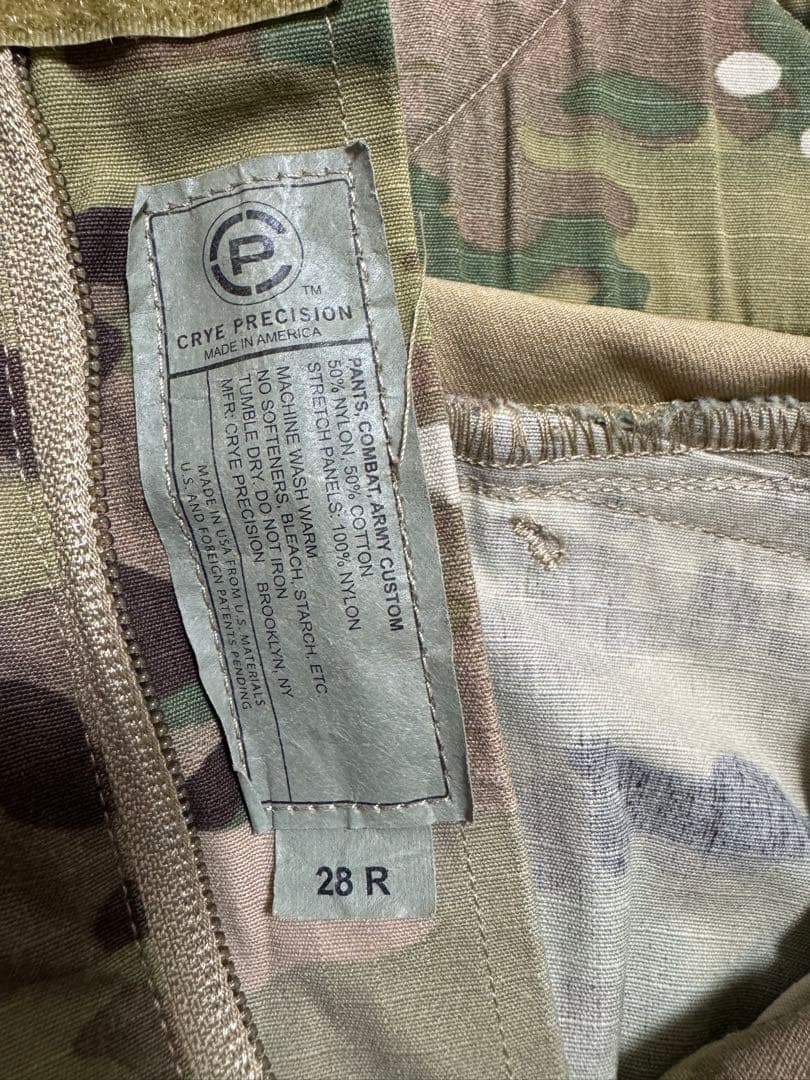 CP
TM
CRYE PRECISION
MADE IN AMERICA
PANTS, COMBAT, ARMY CUSTOM
50% NYLON, 50% COTTON
STRETCH PANELS: 100% NYLON
MACHINE WASH WARM
NO SOFTENERS, BLEACH, STARCH, ETC
TUMBLE DRY, DO NOT IRON
MFR: CRYE PRECISION BROOKLYN, NY
MADE IN USA FROM U.S. MATERIALS
U.S. AND FOREIGN PATENTS PENDING
28 R